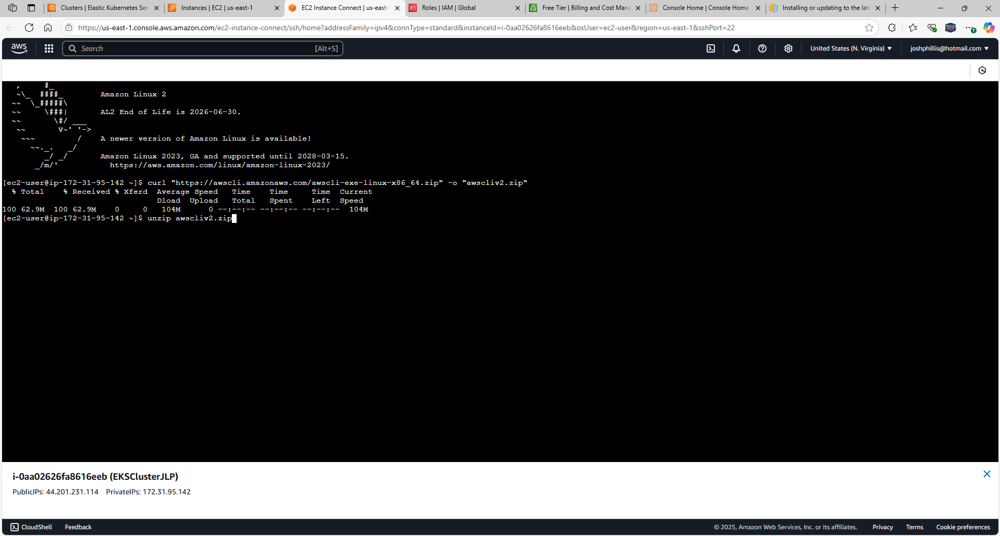 Clusters | Elastic Kubernetes Ser
Instances | EC2 | us-east-1
EC2 Instance Connect | us-east-
Roles | IAM | Global
Free Tier | Billing and Cost Mana
Console Home | Console Home
Installing or updating to the late
https://us-east-1.console.aws.amazon.com/ec2-instance-connect/ssh/home?addressFamily=ipv4&connType=standard&instanceId=i-0aa02626fa8616eeb&osUser=ec2-user&region=us-east-1&sshPort=22
aws
Search
[Alt+S]
United States (N. Virginia)
joshphillis@hotmail.com
   ,     #_
   ~\_  ####_        Amazon Linux 2
  ~~  \_#####\
  ~~     \###|       AL2 End of Life is 2026-06-30.
  ~~       \#/ ___
   ~~       V~' '->
    ~~~         /    A newer version of Amazon Linux is available!
      ~~._.   _/
         _/ _/       Amazon Linux 2023, GA and supported until 2028-03-15.
       _/m/'           https://aws.amazon.com/linux/amazon-linux-2023/
[ec2-user@ip-172-31-95-142 ~]$ curl "https://awscli.amazonaws.com/awscli-exe-linux-x86_64.zip" -o "awscliv2.zip"
  % Total    % Received % Xferd  Average Speed   Time    Time     Time  Current
                                 Dload  Upload   Total   Spent    Left  Speed
100 62.9M  100 62.9M    0     0   104M      0 --:--:-- --:--:-- --:--:--  104M
[ec2-user@ip-172-31-95-142 ~]$ unzip awscliv2.zip
i-0aa02626fa8616eeb (EKSClusterJLP)
PublicIPs: 44.201.231.114 PrivateIPs: 172.31.95.142
CloudShell
Feedback
© 2025, Amazon Web Services, Inc. or its affiliates.
Privacy
Terms
Cookie preferences